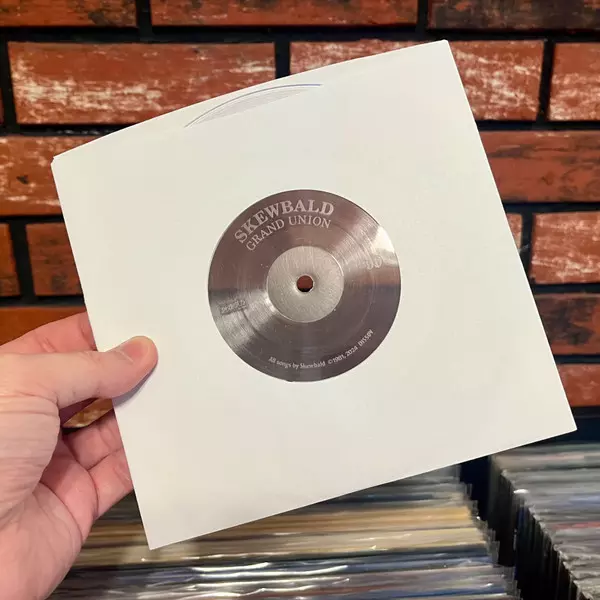 SKEWBALD
GRAND UNION
All songs by Skewbald ©1981, 2024